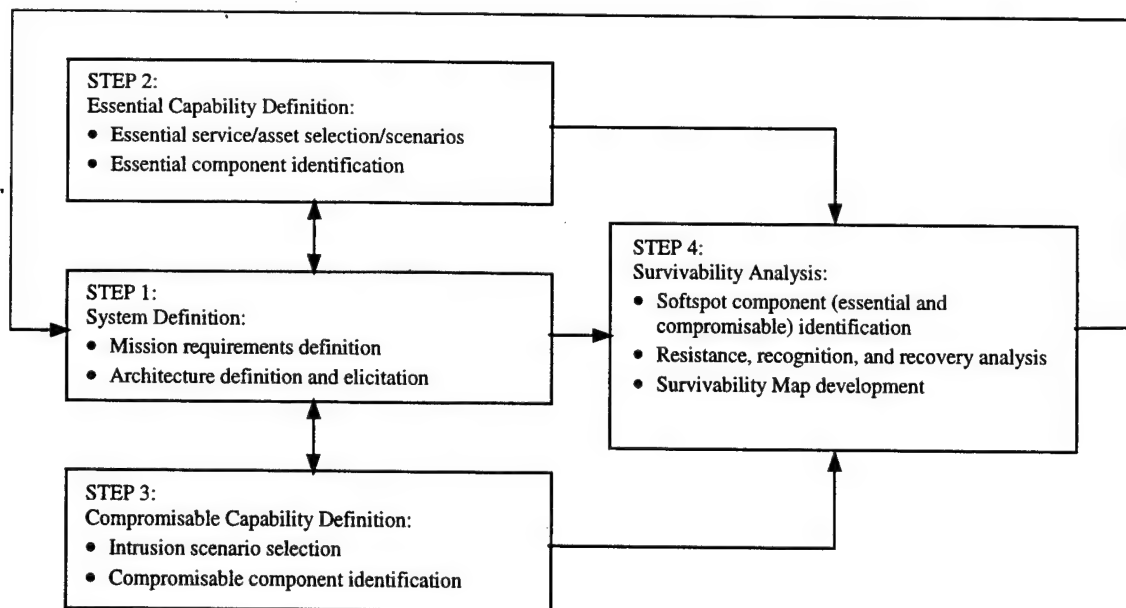 STEP 2:
Essential Capability Definition:
• Essential service/asset selection/scenarios
• Essential component identification
STEP 1:
System Definition:
• Mission requirements definition
• Architecture definition and elicitation
STEP 3:
Compromisable Capability Definition:
• Intrusion scenario selection
• Compromisable component identification
STEP 4:
Survivability Analysis:
• Softspot component (essential and
compromisable) identification
• Resistance, recognition, and recovery analysis
• Survivability Map development